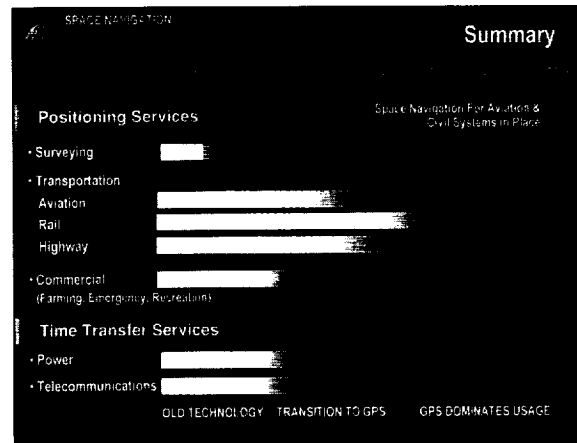 SPACE NAVIGATION
Summary
Space Navigation For Aviation &
Civil Systems in Place
Positioning Services
• Surveying
• Transportation
Aviation
Rail
Highway
• Commercial
(Farming, Emergency, Recreation)
Time Transfer Services
• Power
• Telecommunications
OLD TECHNOLOGY TRANSITION TO GPS GPS DOMINATES USAGE